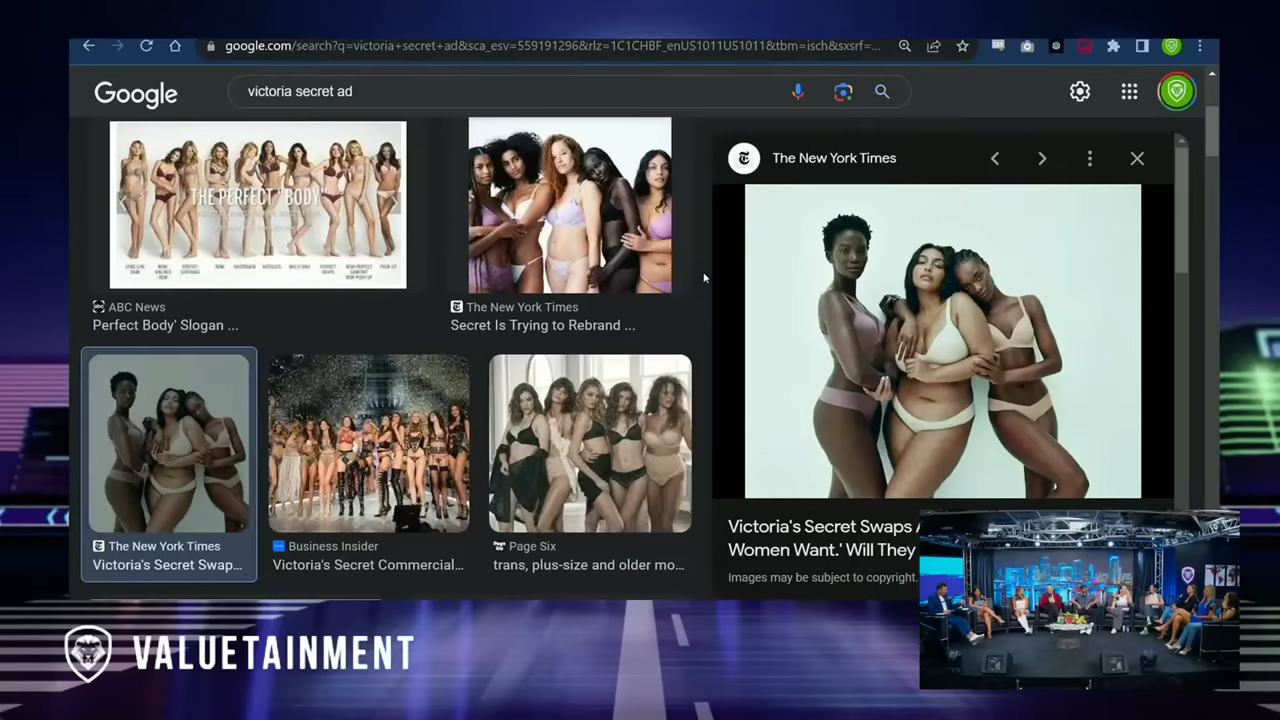 google.com/search?q=victoria+secret+ad&sca_esv=559191296&rlz=1C1CHBF_enUS1011US1011&tbm=isch&sxsrf=...
Google
victoria secret ad
THE PERFECT "BODY"
The New York Times
ABC News
Perfect Body' Slogan ...
The New York Times
Secret Is Trying to Rebrand ...
The New York Times
Victoria's Secret Swap...
Business Insider
Victoria's Secret Commercial...
Page Six
trans, plus-size and older mo...
Victoria's Secret Swaps
Women Want.' Will They
Images may be subject to copyright.
VALUETAINMENT